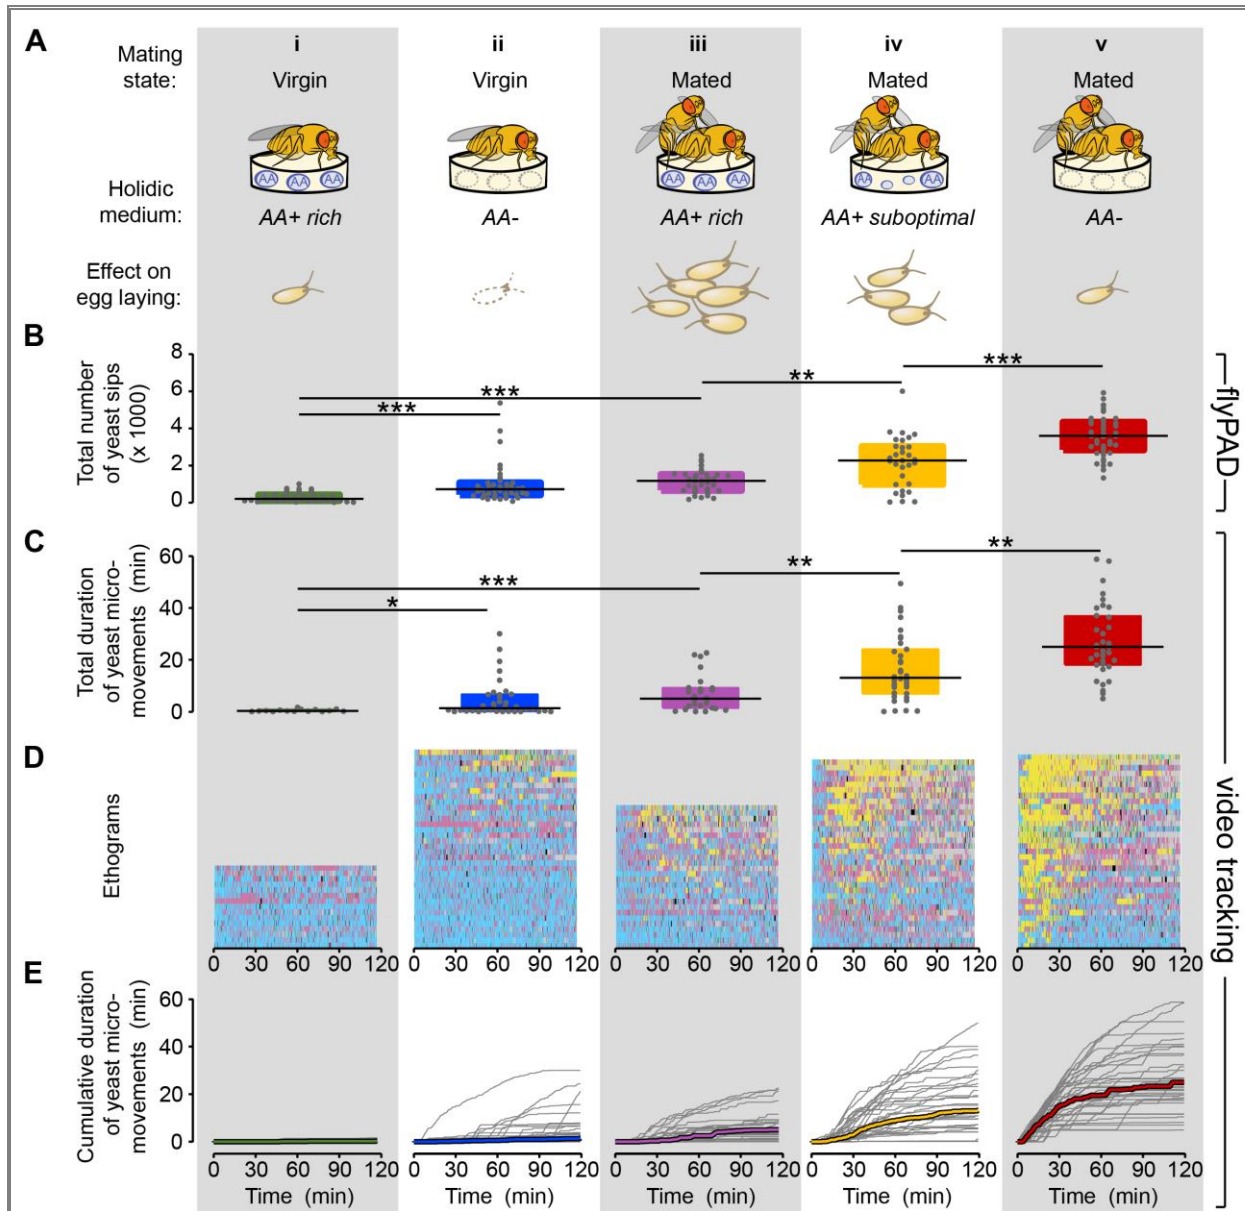 A
Mating state:
i
ii
iii
iv
v
Virgin
Virgin
Mated
Mated
Mated
AA AA AA
AA AA AA
AA AA
Holidic medium:
AA+ rich
AA-
AA+ rich
AA+ suboptimal
AA-
Effect on egg laying:
B
Total number
of yeast sips
(x 1000)
8
6
4
2
0
***
***
**
***
flyPAD
C
Total duration
of yeast micro-
movements (min)
60
40
20
0
*
***
**
**
video tracking
D
Ethograms
0 30 60 90 120
0 30 60 90 120
0 30 60 90 120
0 30 60 90 120
0 30 60 90 120
E
Cumulative duration
of yeast micro-
movements (min)
60
40
20
0
0 30 60 90 120
0 30 60 90 120
0 30 60 90 120
0 30 60 90 120
0 30 60 90 120
Time (min)
Time (min)
Time (min)
Time (min)
Time (min)